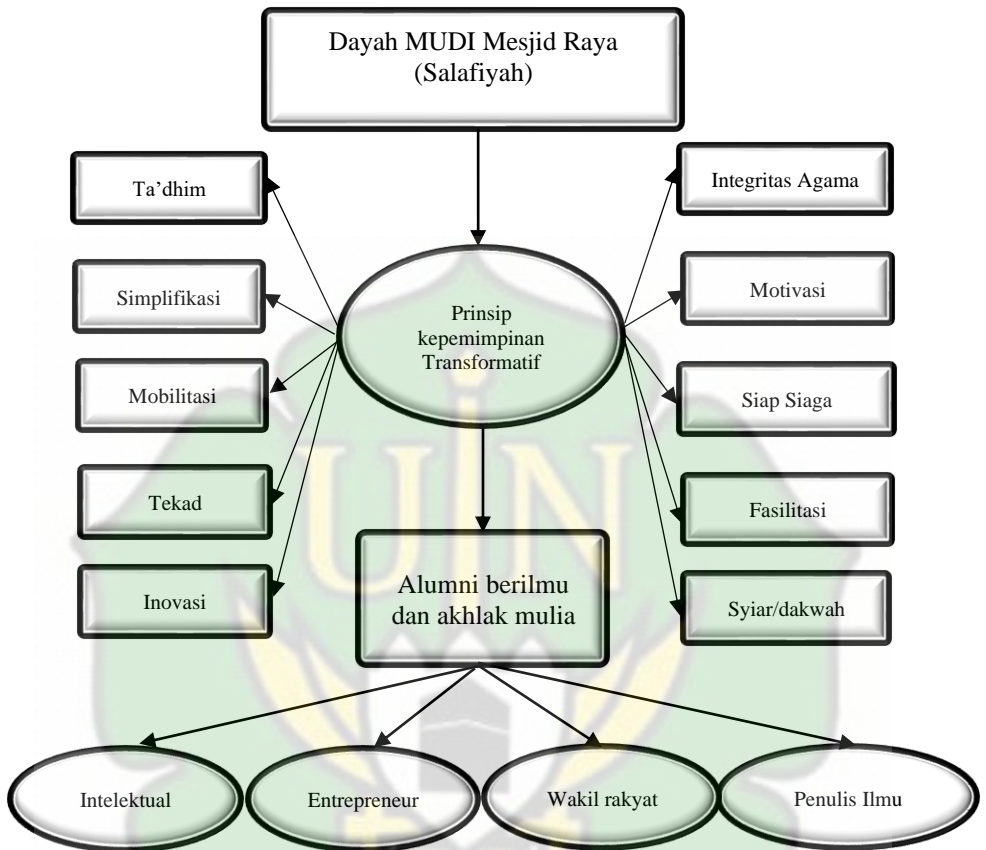 Dayah MUDI Mesjid Raya
(Salafiyah)
Ta’dhim
Integritas Agama
Simplifikasi
Motivasi
Prinsip
kepemimpinan
Transformatif
Mobilitasi
Siap Siaga
Tekad
Fasilitasi
Inovasi
Syiar/dakwah
Alumni berilmu
dan akhlak mulia
Intelektual
Entrepreneur
Wakil rakyat
Penulis Ilmu
UIN